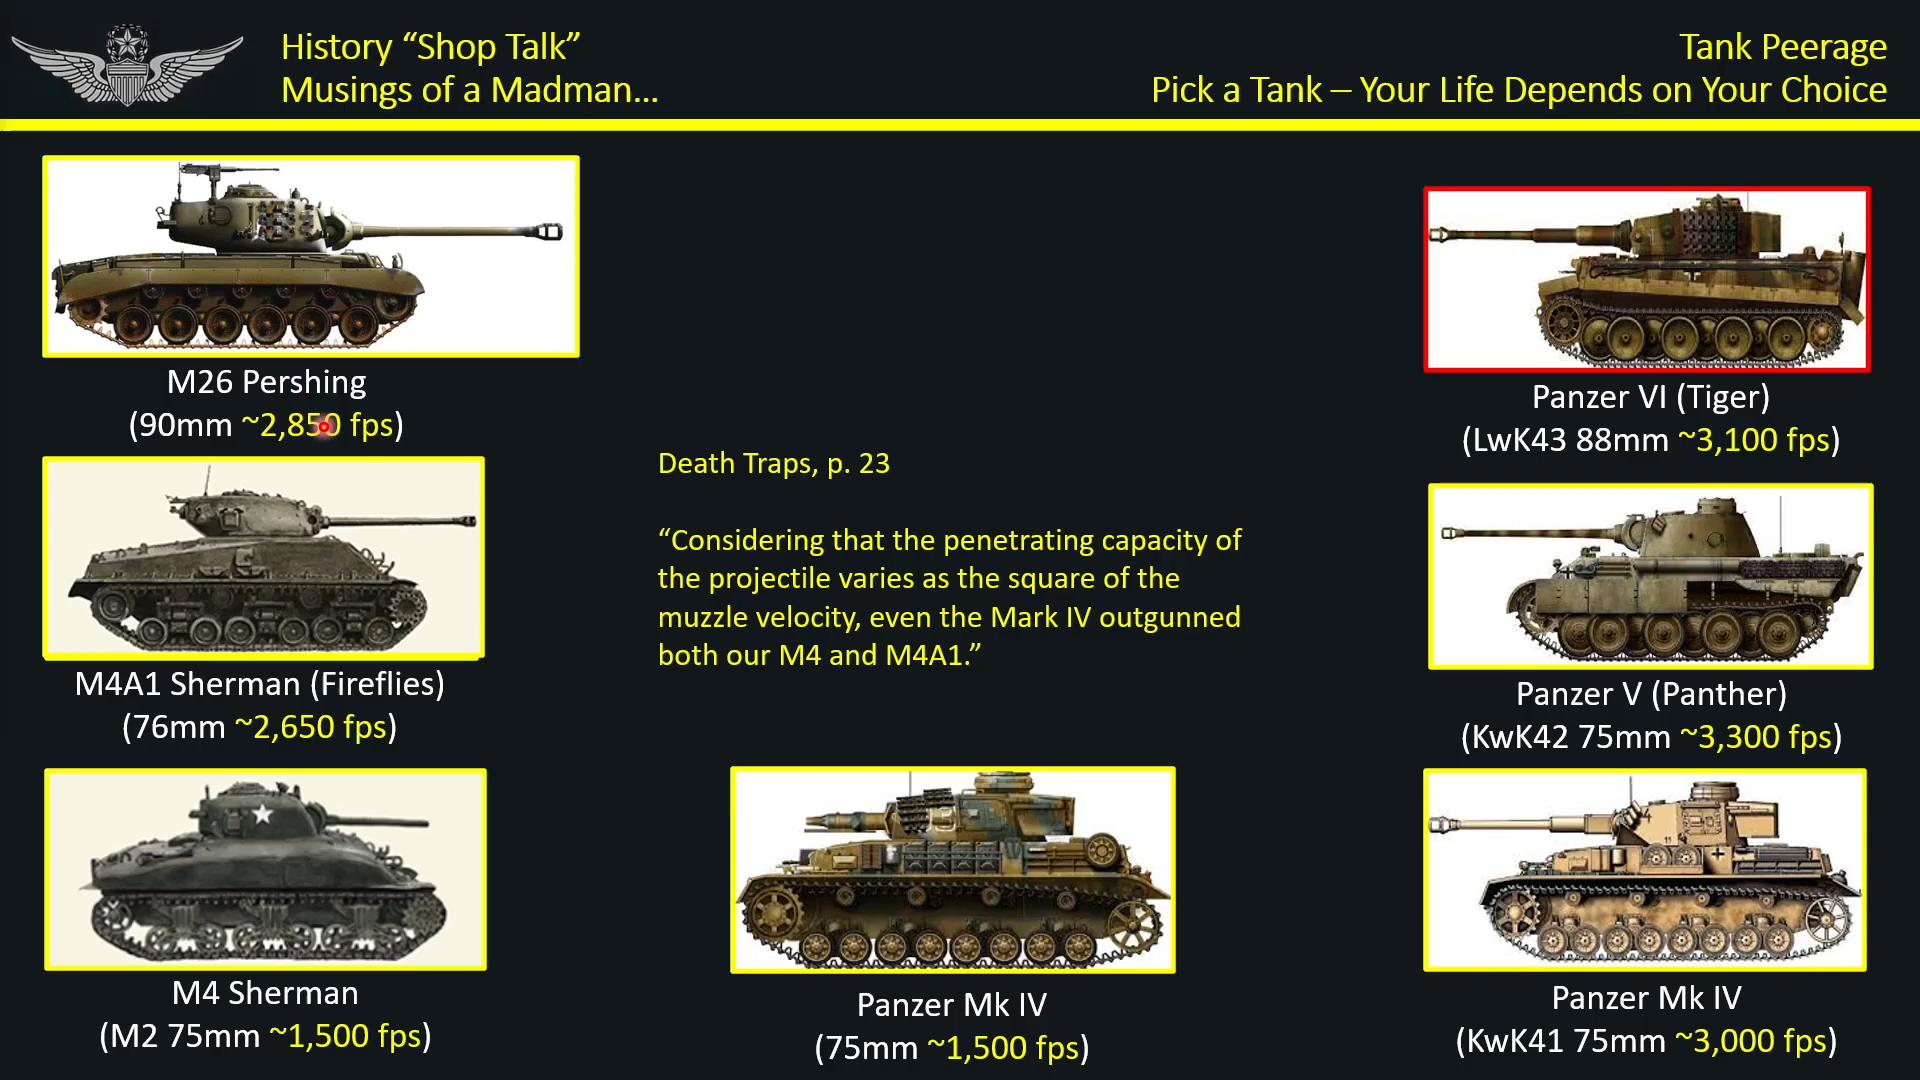 History “Shop Talk”
Musings of a Madman...
Tank Peerage
Pick a Tank – Your Life Depends on Your Choice
M26 Pershing
(90mm ~2,850 fps)
M4A1 Sherman (Fireflies)
(76mm ~2,650 fps)
M4 Sherman
(M2 75mm ~1,500 fps)
Death Traps, p. 23
“Considering that the penetrating capacity of
the projectile varies as the square of the
muzzle velocity, even the Mark IV outgunned
both our M4 and M4A1.”
Panzer Mk IV
(75mm ~1,500 fps)
Panzer VI (Tiger)
(LwK43 88mm ~3,100 fps)
Panzer V (Panther)
(KwK42 75mm ~3,300 fps)
Panzer Mk IV
(KwK41 75mm ~3,000 fps)